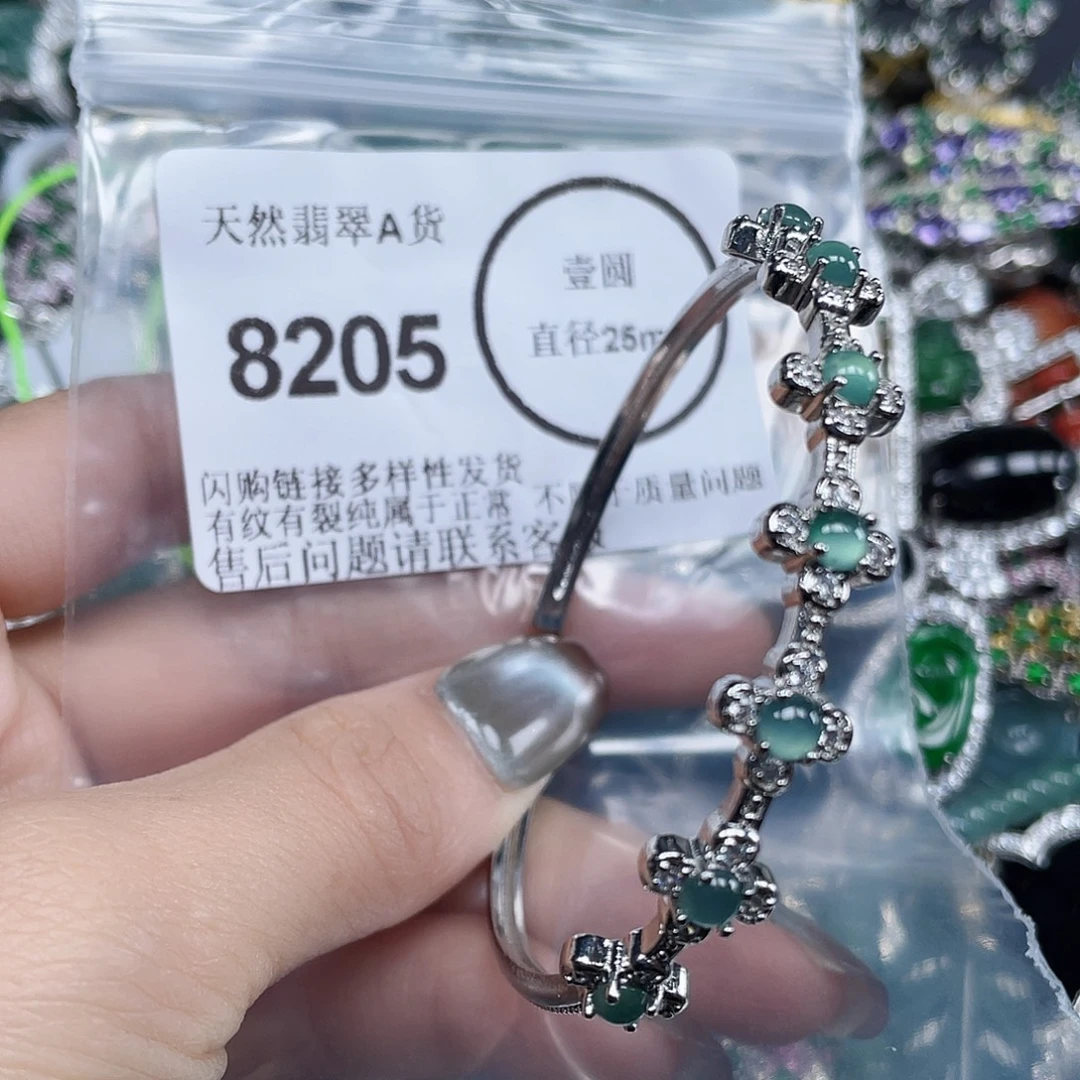 天然翡翠A货
8205
壹圆
直径25m
闪购链接多样性发货
有纹有裂纯属于正常 不 质量问题
售后问题请联系客